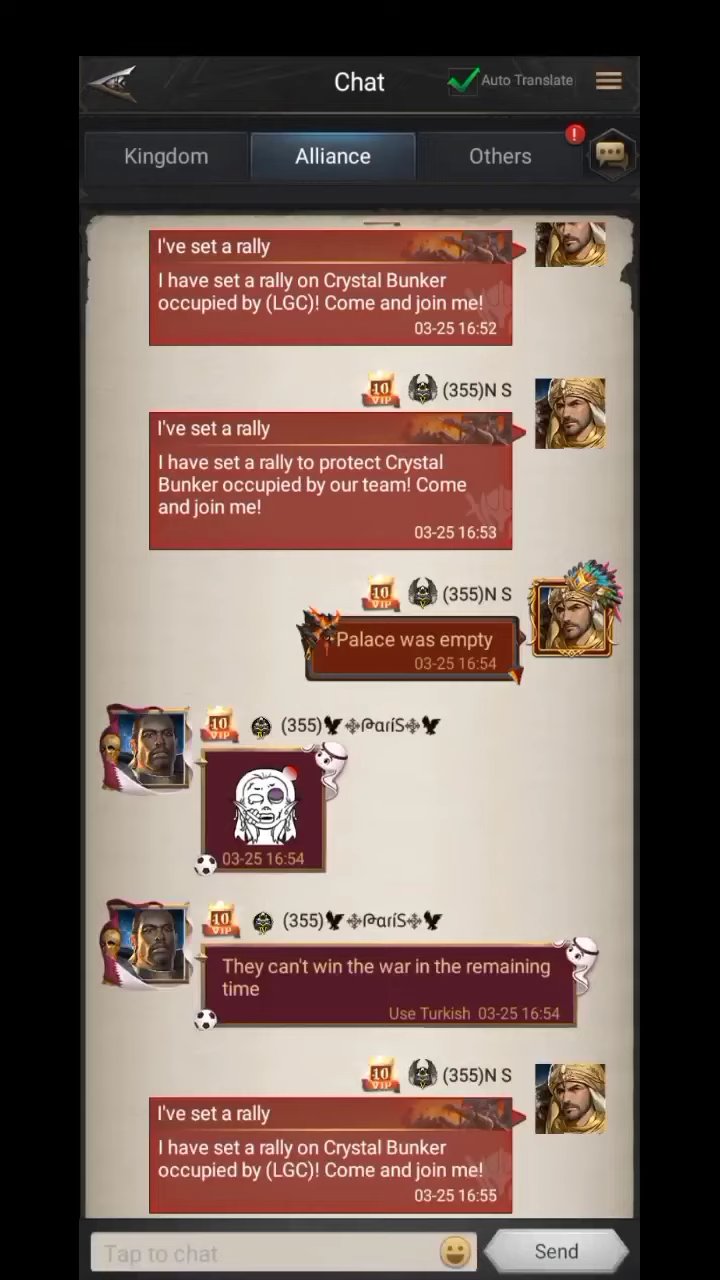 Chat
Auto Translate
Kingdom
Alliance
Others
!
I've set a rally
I have set a rally on Crystal Bunker
occupied by (LGC)! Come and join me!
03-25 16:52
10 VIP (355)N S
I've set a rally
I have set a rally to protect Crystal
Bunker occupied by our team! Come
and join me!
03-25 16:53
10 VIP (355)N S
Palace was empty
03-25 16:54
10 VIP (355) ᑭɑríS
03-25 16:54
10 VIP (355) ᑭɑríS
They can't win the war in the remaining
time
Use Turkish 03-25 16:54
10 VIP (355)N S
I've set a rally
I have set a rally on Crystal Bunker
occupied by (LGC)! Come and join me!
03-25 16:55
Tap to chat
Send